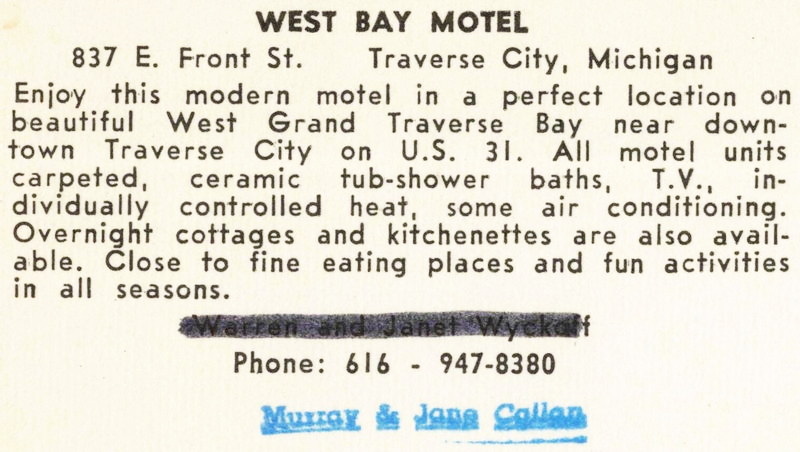 WEST BAY MOTEL
837 E. Front St. Traverse City, Michigan
Enjoy this modern motel in a perfect location on
beautiful West Grand Traverse Bay near down-
town Traverse City on U.S. 31. All motel units
carpeted, ceramic tub-shower baths, T.V., in-
dividually controlled heat, some air conditioning.
Overnight cottages and kitchenettes are also avail-
able. Close to fine eating places and fun activities
in all seasons.
Warren and Janet Wyckoff
Phone: 616 - 947-8380
Murray & Jane Callan